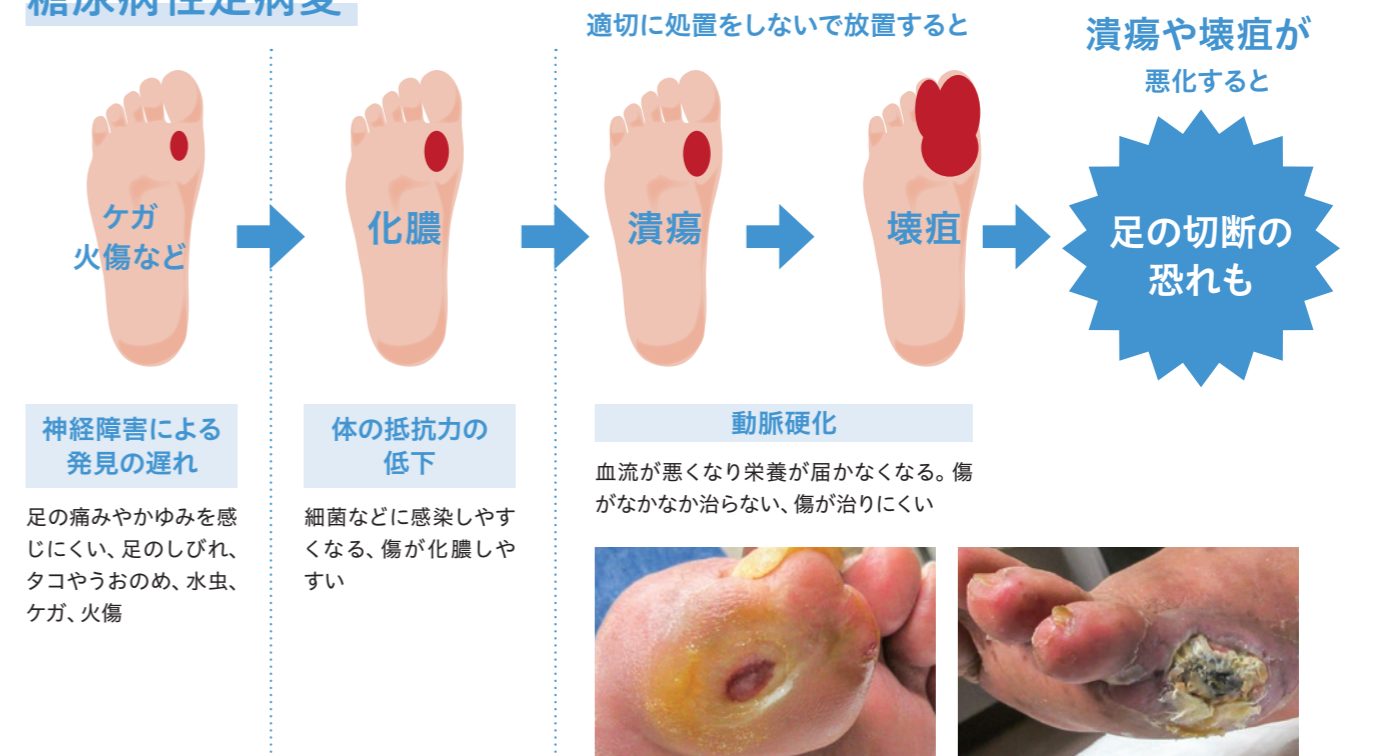 糖尿病性足病変
適切に処置をしないで放置すると
潰瘍や壊疽が
悪化すると
ケガ
火傷など
化膿
潰瘍
壊疽
足の切断の
恐れも
神経障害による
発見の遅れ
足の痛みやかゆみを感
じにくい、足のしびれ、
タコやうおのめ、水虫、
ケガ、火傷
体の抵抗力の
低下
細菌などに感染しやす
くなる、傷が化膿しや
すい
動脈硬化
血流が悪くなり栄養が届かなくなる。傷
がなかなか治らない、傷が治りにくい